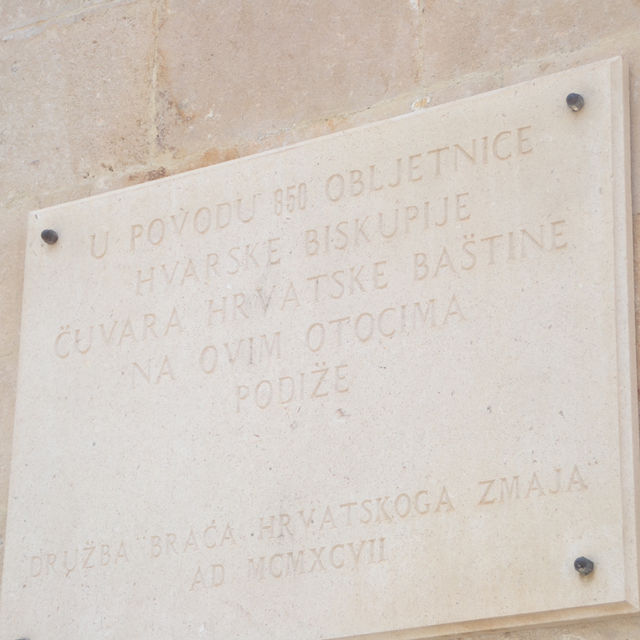 U POVODU 850 OBLJETNICE
HVARSKE BISKUPIJE
ČUVARA HRVATSKE BAŠTINE
NA OVIM OTOCIMA
PODIŽE
DRUŽBA BRAĆA HRVATSKOGA ZMAJA
AD MCMXCVII